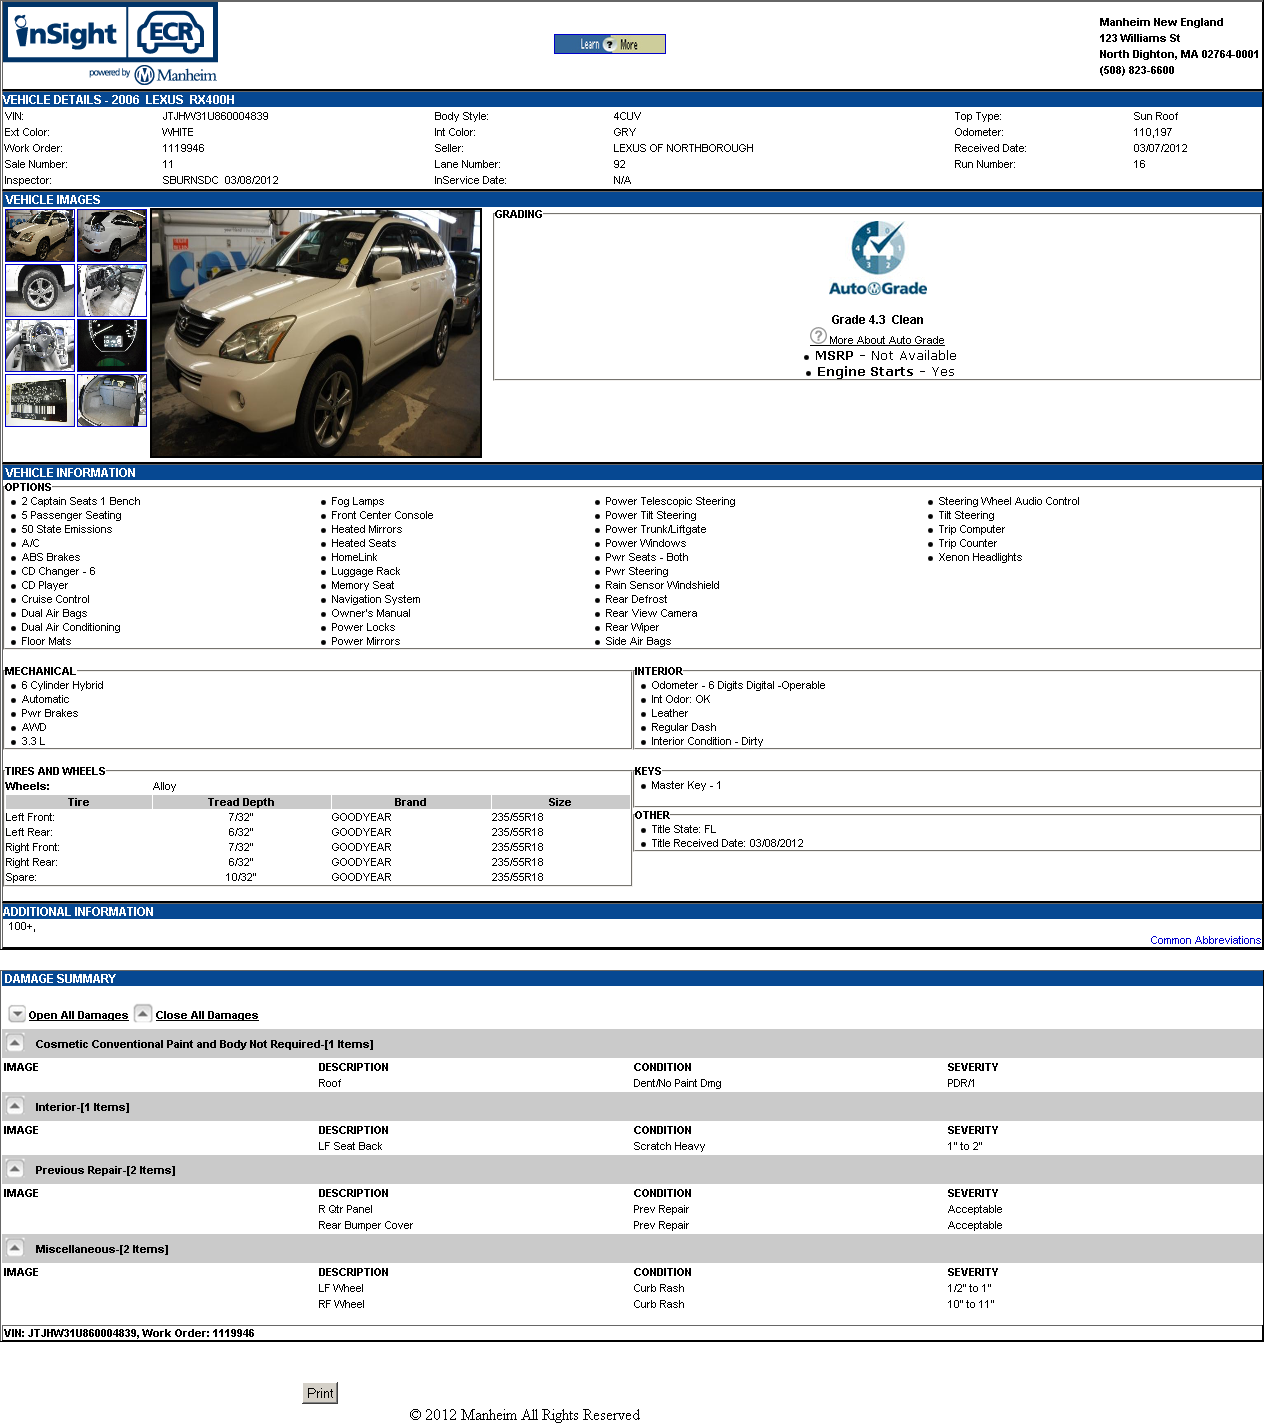 inSight ECR
powered by Manheim
Learn ? More
Manheim New England
123 Williams St
North Dighton, MA 02764-0001
(508) 823-6600
VEHICLE DETAILS - 2006 LEXUS RX400H
VIN: JTJHW31U860004839 Body Style: 4CUV Top Type: Sun Roof
Ext Color: WHITE Int Color: GRY Odometer: 110,197
Work Order: 1119946 Seller: LEXUS OF NORTHBOROUGH Received Date: 03/07/2012
Sale Number: 11 Lane Number: 92 Run Number: 16
Inspector: SBURNSDC 03/08/2012 InService Date: N/A
VEHICLE IMAGES
GRADING
5 4 3 2 1
AutoGrade
Grade 4.3 Clean
? More About Auto Grade
• MSRP - Not Available
• Engine Starts - Yes
VEHICLE INFORMATION
OPTIONS
• 2 Captain Seats 1 Bench • Fog Lamps • Power Telescopic Steering • Steering Wheel Audio Control
• 5 Passenger Seating • Front Center Console • Power Tilt Steering • Tilt Steering
• 50 State Emissions • Heated Mirrors • Power Trunk/Liftgate • Trip Computer
• A/C • Heated Seats • Power Windows • Trip Counter
• ABS Brakes • HomeLink • Pwr Seats - Both • Xenon Headlights
• CD Changer - 6 • Luggage Rack • Pwr Steering
• CD Player • Memory Seat • Rain Sensor Windshield
• Cruise Control • Navigation System • Rear Defrost
• Dual Air Bags • Owner's Manual • Rear View Camera
• Dual Air Conditioning • Power Locks • Rear Wiper
• Floor Mats • Power Mirrors • Side Air Bags
MECHANICAL
• 6 Cylinder Hybrid
• Automatic
• Pwr Brakes
• AWD
• 3.3 L
INTERIOR
• Odometer - 6 Digits Digital -Operable
• Int Odor: OK
• Leather
• Regular Dash
• Interior Condition - Dirty
TIRES AND WHEELS
Wheels: Alloy
Tire Tread Depth Brand Size
Left Front: 7/32" GOODYEAR 235/55R18
Left Rear: 6/32" GOODYEAR 235/55R18
Right Front: 7/32" GOODYEAR 235/55R18
Right Rear: 6/32" GOODYEAR 235/55R18
Spare: 10/32" GOODYEAR 235/55R18
KEYS
• Master Key - 1
OTHER
• Title State: FL
• Title Received Date: 03/08/2012
ADDITIONAL INFORMATION
100+,
Common Abbreviations
DAMAGE SUMMARY
Open All Damages Close All Damages
Cosmetic Conventional Paint and Body Not Required-[1 Items]
IMAGE DESCRIPTION CONDITION SEVERITY
Roof Dent/No Paint Dmg PDR/1
Interior-[1 Items]
IMAGE DESCRIPTION CONDITION SEVERITY
LF Seat Back Scratch Heavy 1" to 2"
Previous Repair-[2 Items]
IMAGE DESCRIPTION CONDITION SEVERITY
R Qtr Panel Prev Repair Acceptable
Rear Bumper Cover Prev Repair Acceptable
Miscellaneous-[2 Items]
IMAGE DESCRIPTION CONDITION SEVERITY
LF Wheel Curb Rash 1/2" to 1"
RF Wheel Curb Rash 10" to 11"
VIN: JTJHW31U860004839, Work Order: 1119946
Print
© 2012 Manheim All Rights Reserved